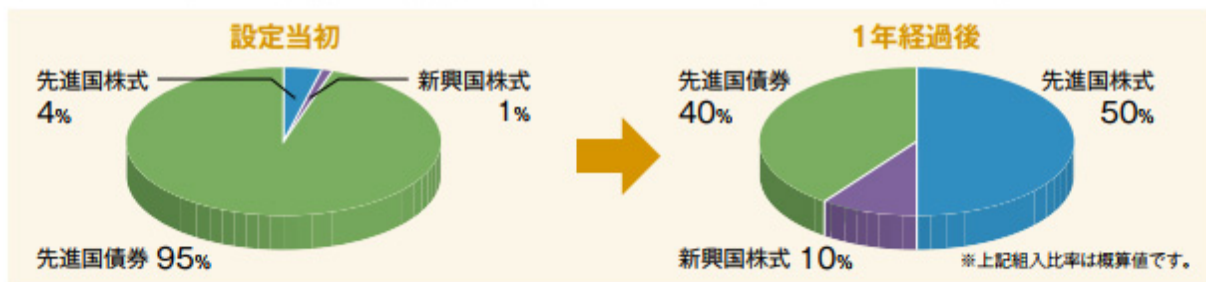 設定当初
先進国株式
4%
新興国株式
1%
先進国債券 95%
1年経過後
先進国債券
40%
先進国株式
50%
新興国株式 10%
※上記組入比率は概算値です。